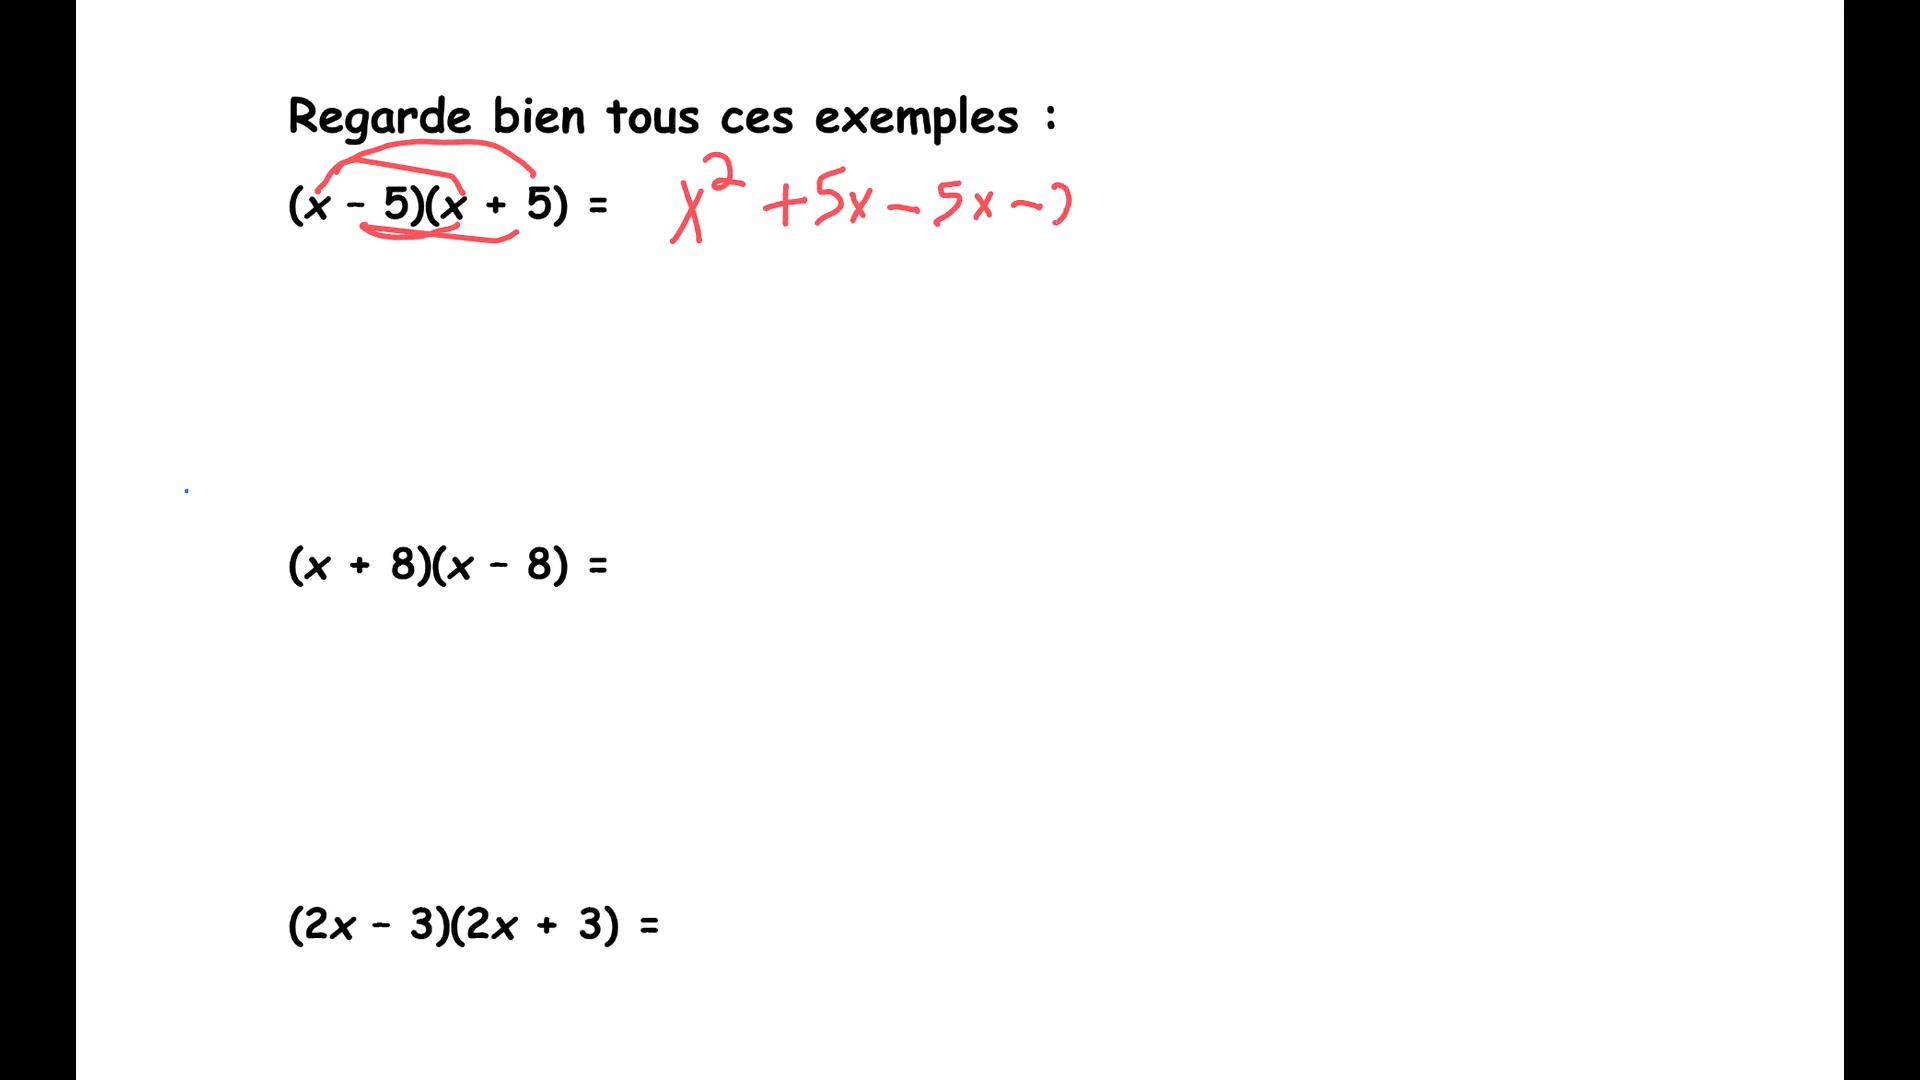 Regarde bien tous ces exemples :
(x - 5)(x + 5) = x² + 5x - 5x -
(x + 8)(x - 8) =
(2x - 3)(2x + 3) =